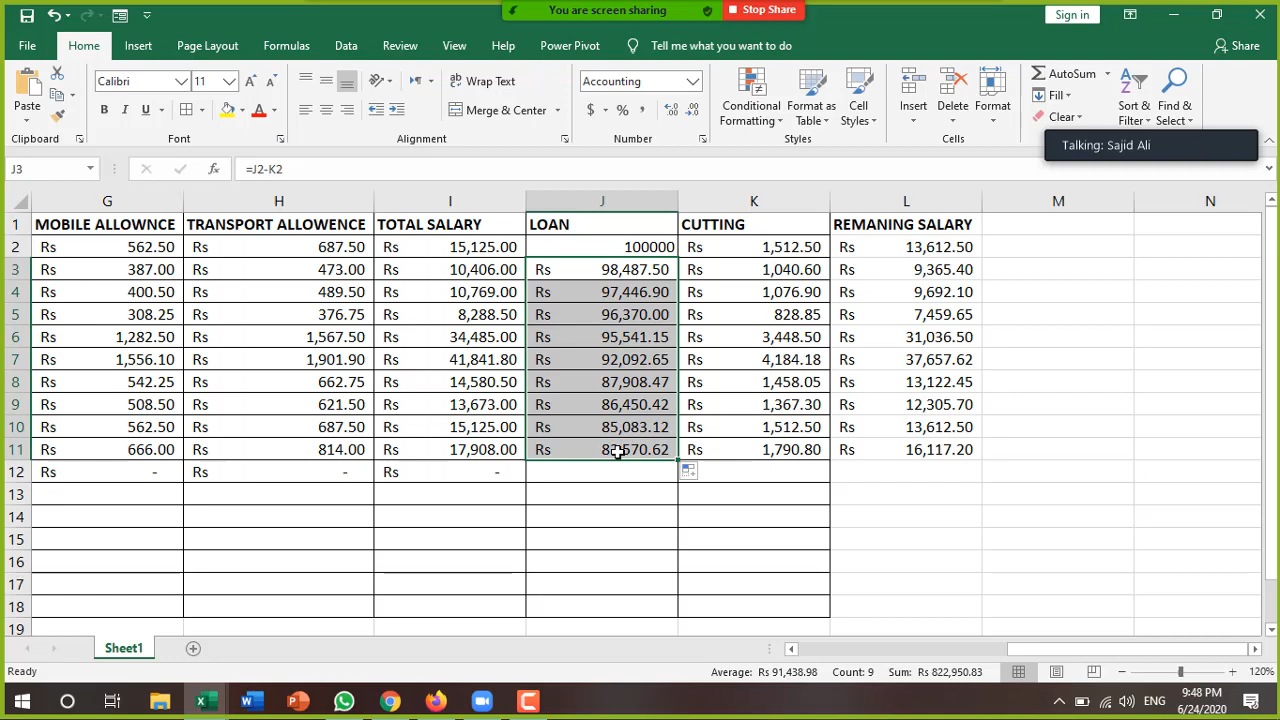 You are screen sharing
Stop Share
Sign in
File Home Insert Page Layout Formulas Data Review View Help Power Pivot Tell me what you want to do Share
Paste
Calibri 11
B I U
A A
Wrap Text
Merge & Center
Accounting
$ %
Conditional Formatting
Format as Table
Cell Styles
Insert Delete Format
AutoSum
Fill
Clear
Sort & Filter
Find & Select
Clipboard Font Alignment Number Styles Cells
Talking: Sajid Ali
J3 fx =J2-K2
G H I J K L M N
1 MOBILE ALLOWNCE TRANSPORT ALLOWENCE TOTAL SALARY LOAN CUTTING REMANING SALARY
2 Rs 562.50 Rs 687.50 Rs 15,125.00 100000 Rs 1,512.50 Rs 13,612.50
3 Rs 387.00 Rs 473.00 Rs 10,406.00 Rs 98,487.50 Rs 1,040.60 Rs 9,365.40
4 Rs 400.50 Rs 489.50 Rs 10,769.00 Rs 97,446.90 Rs 1,076.90 Rs 9,692.10
5 Rs 308.25 Rs 376.75 Rs 8,288.50 Rs 96,370.00 Rs 828.85 Rs 7,459.65
6 Rs 1,282.50 Rs 1,567.50 Rs 34,485.00 Rs 95,541.15 Rs 3,448.50 Rs 31,036.50
7 Rs 1,556.10 Rs 1,901.90 Rs 41,841.80 Rs 92,092.65 Rs 4,184.18 Rs 37,657.62
8 Rs 542.25 Rs 662.75 Rs 14,580.50 Rs 87,908.47 Rs 1,458.05 Rs 13,122.45
9 Rs 508.50 Rs 621.50 Rs 13,673.00 Rs 86,450.42 Rs 1,367.30 Rs 12,305.70
10 Rs 562.50 Rs 687.50 Rs 15,125.00 Rs 85,083.12 Rs 1,512.50 Rs 13,612.50
11 Rs 666.00 Rs 814.00 Rs 17,908.00 Rs Rs 1,790.80 Rs 16,117.20
12 Rs - Rs - Rs -
13
14
15
16
17
18
19
Sheet1
Ready Average: Rs 91,438.98 Count: 9 Sum: Rs 822,950.83 120%
ENG 9:48 PM
6/24/2020